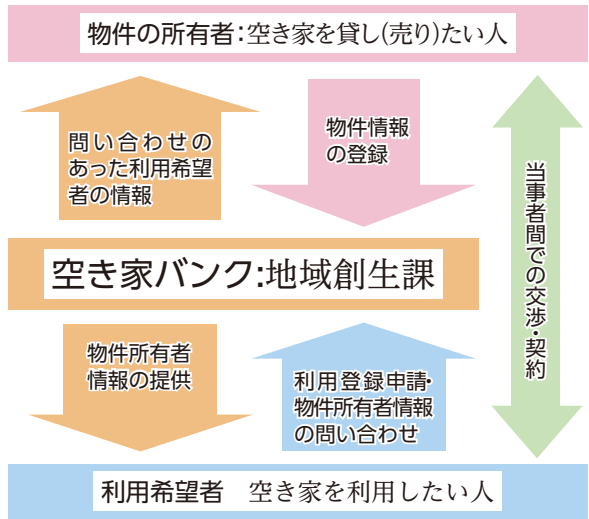 物件の所有者：空き家を貸し(売り)たい人
問い合わせの
あった利用希望
者の情報
物件情報
の登録
空き家バンク:地域創生課
物件所有者
情報の提供
利用登録申請・
物件所有者情報
の問い合わせ
当事者間での交渉・契約
利用希望者　空き家を利用したい人